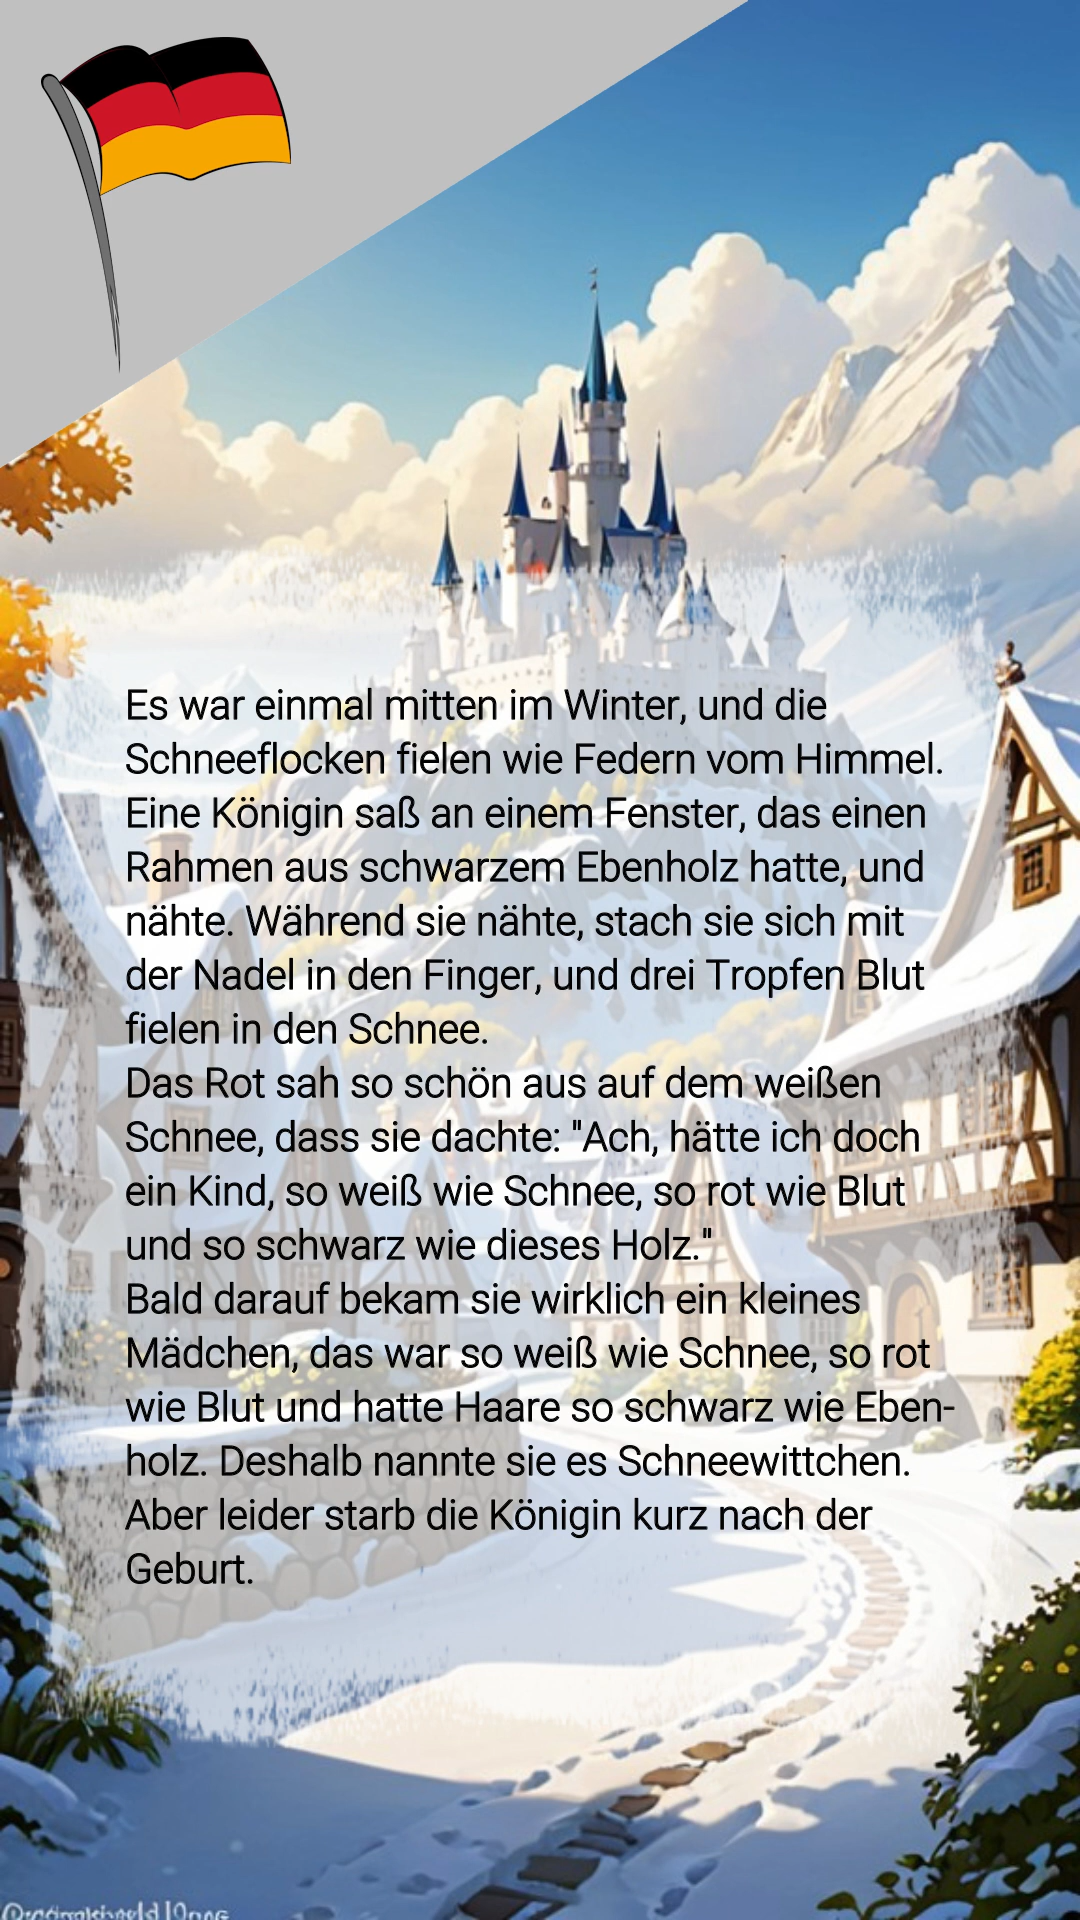 Es war einmal mitten im Winter, und die
Schneeflocken fielen wie Federn vom Himmel.
Eine Königin saß an einem Fenster, das einen
Rahmen aus schwarzem Ebenholz hatte, und
nähte. Während sie nähte, stach sie sich mit
der Nadel in den Finger, und drei Tropfen Blut
fielen in den Schnee.
Das Rot sah so schön aus auf dem weißen
Schnee, dass sie dachte: "Ach, hätte ich doch
ein Kind, so weiß wie Schnee, so rot wie Blut
und so schwarz wie dieses Holz."
Bald darauf bekam sie wirklich ein kleines
Mädchen, das war so weiß wie Schnee, so rot
wie Blut und hatte Haare so schwarz wie Eben-
holz. Deshalb nannte sie es Schneewittchen.
Aber leider starb die Königin kurz nach der
Geburt.